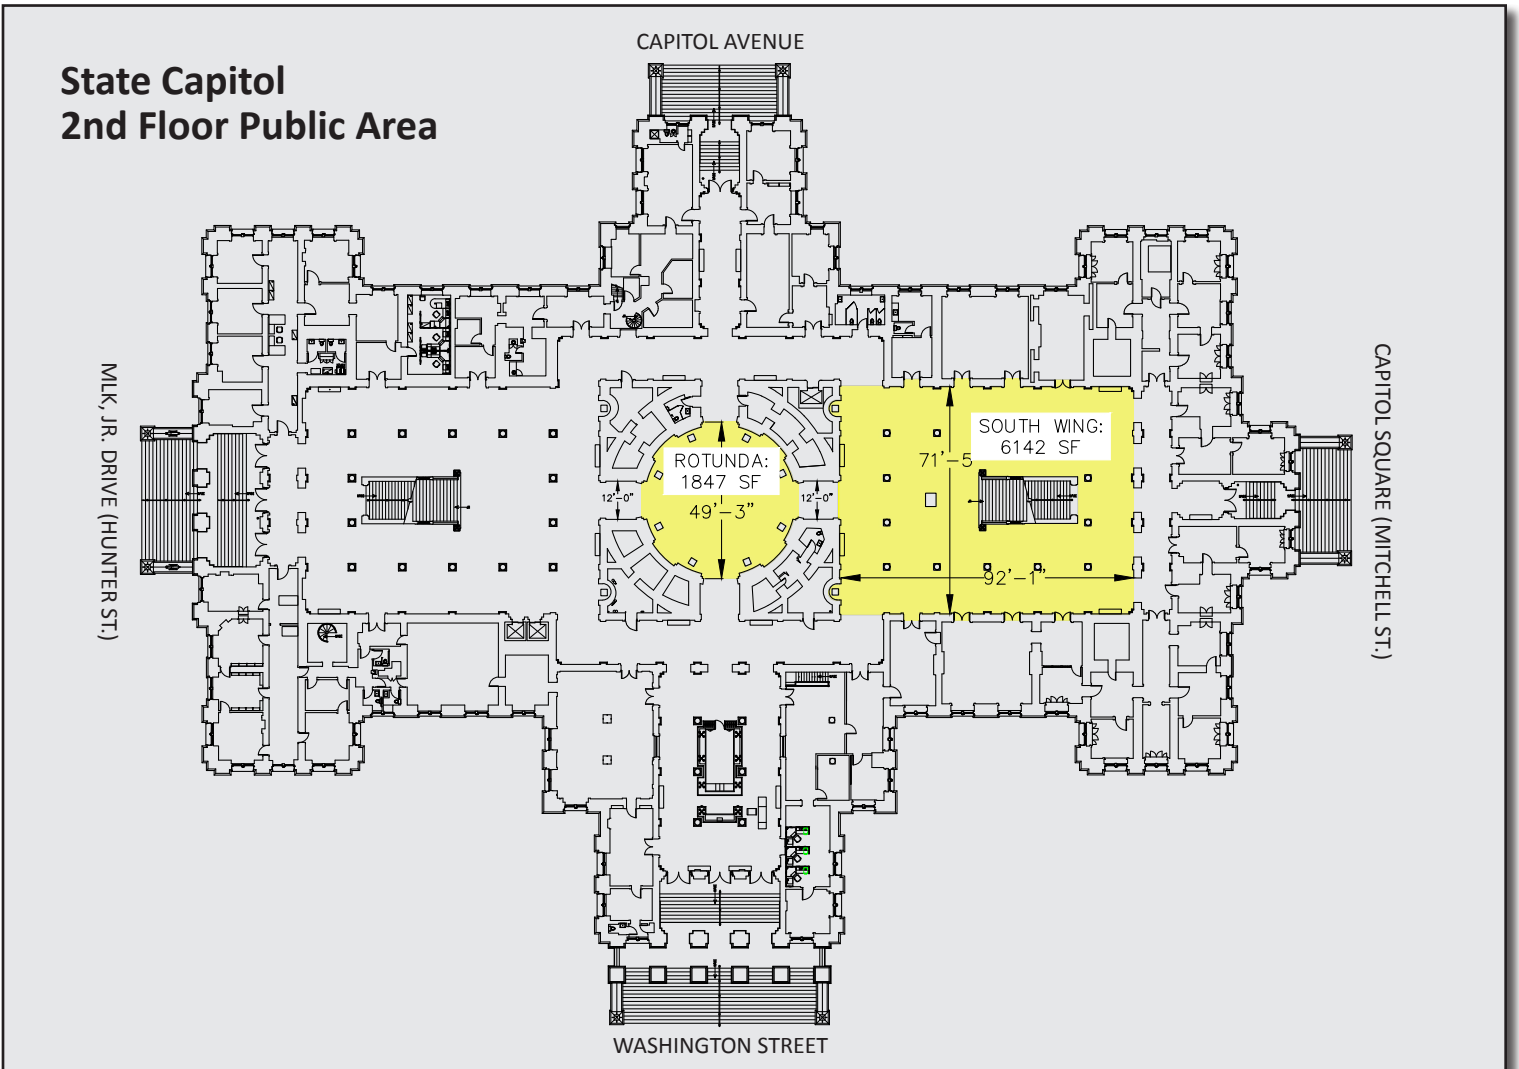 CAPITOL AVENUE
State Capitol
2nd Floor Public Area
MLK, JR. DRIVE (HUNTER ST.)
CAPITOL SQUARE (MITCHELL ST.)
SOUTH WING:
6142 SF
71'-5
ROTUNDA:
1847 SF
12'-0"
12'-0"
49'-3"
92'-1"
WASHINGTON STREET